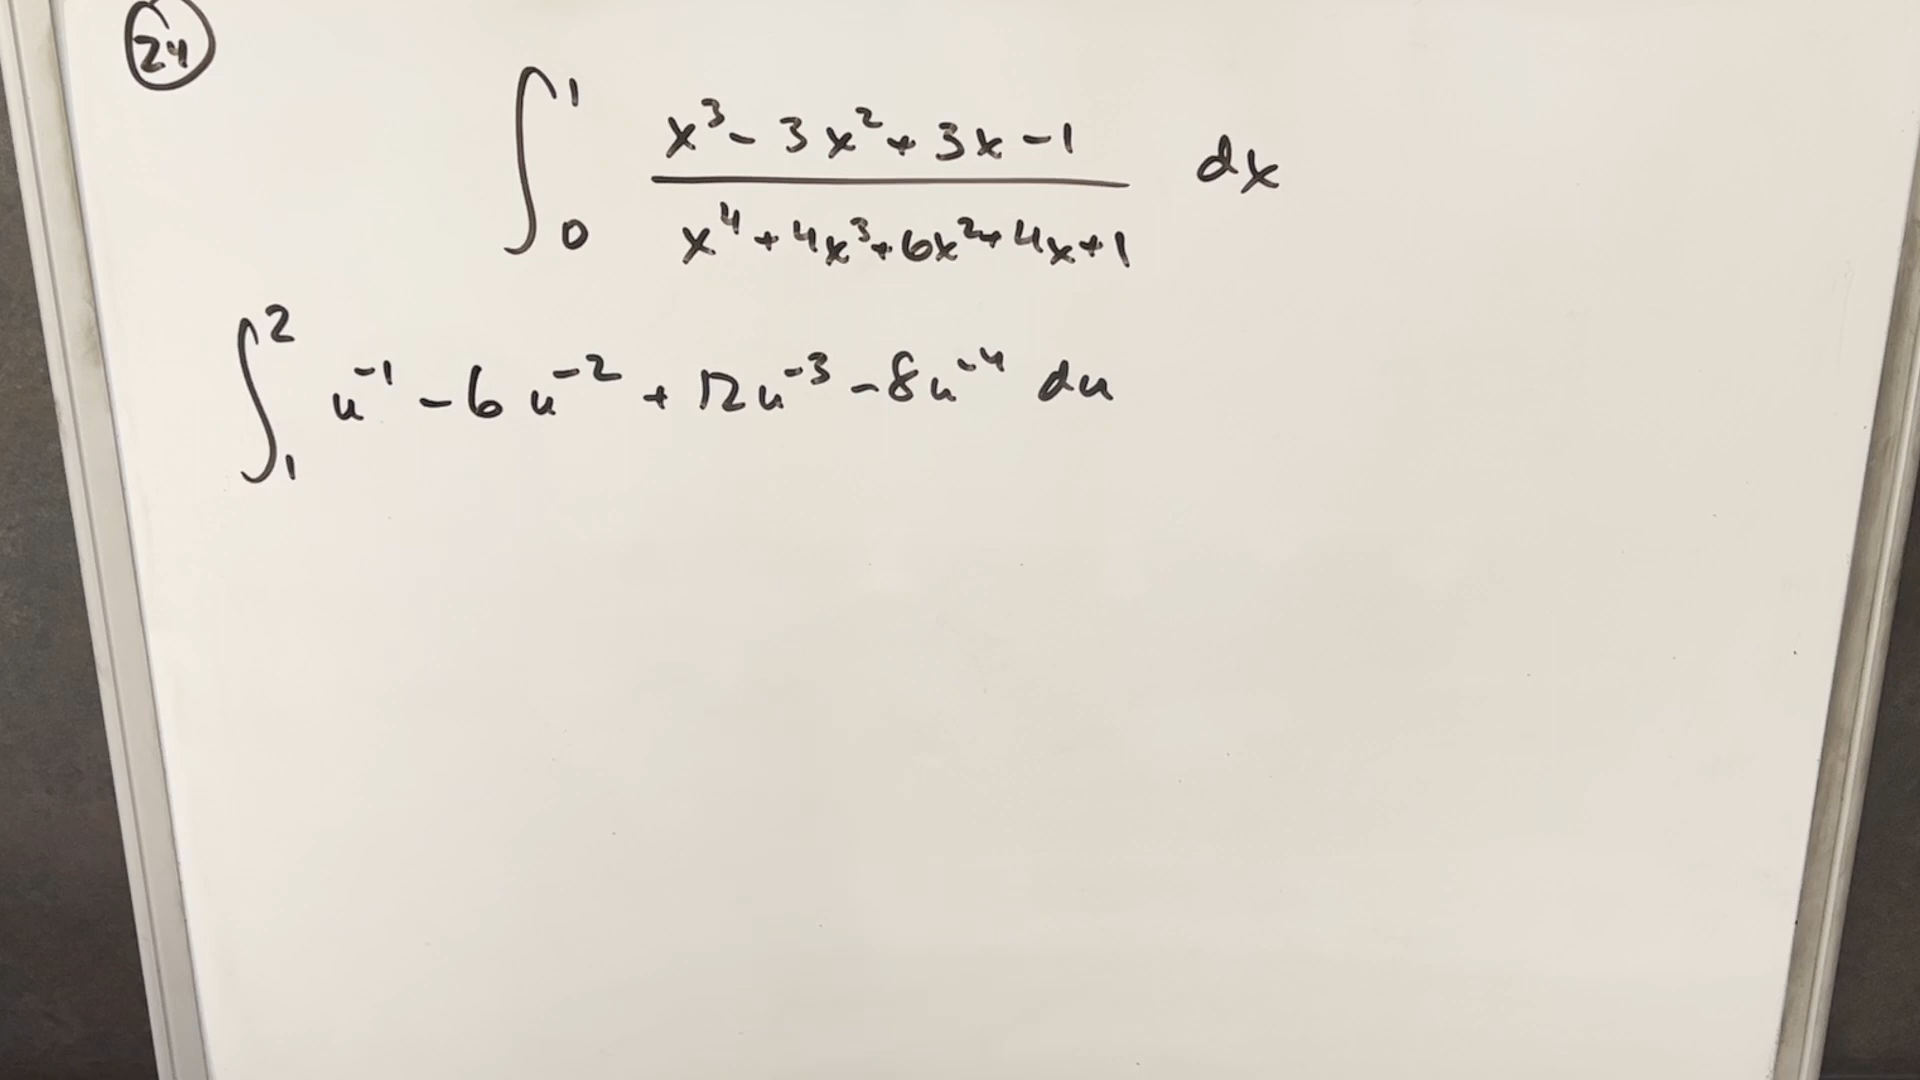 24
∫₀¹ (x³ - 3x² + 3x - 1)/(x⁴ + 4x³ + 6x² + 4x + 1) dx
∫₁² u⁻¹ - 6u⁻² + 12u⁻³ - 8u⁻⁴ du